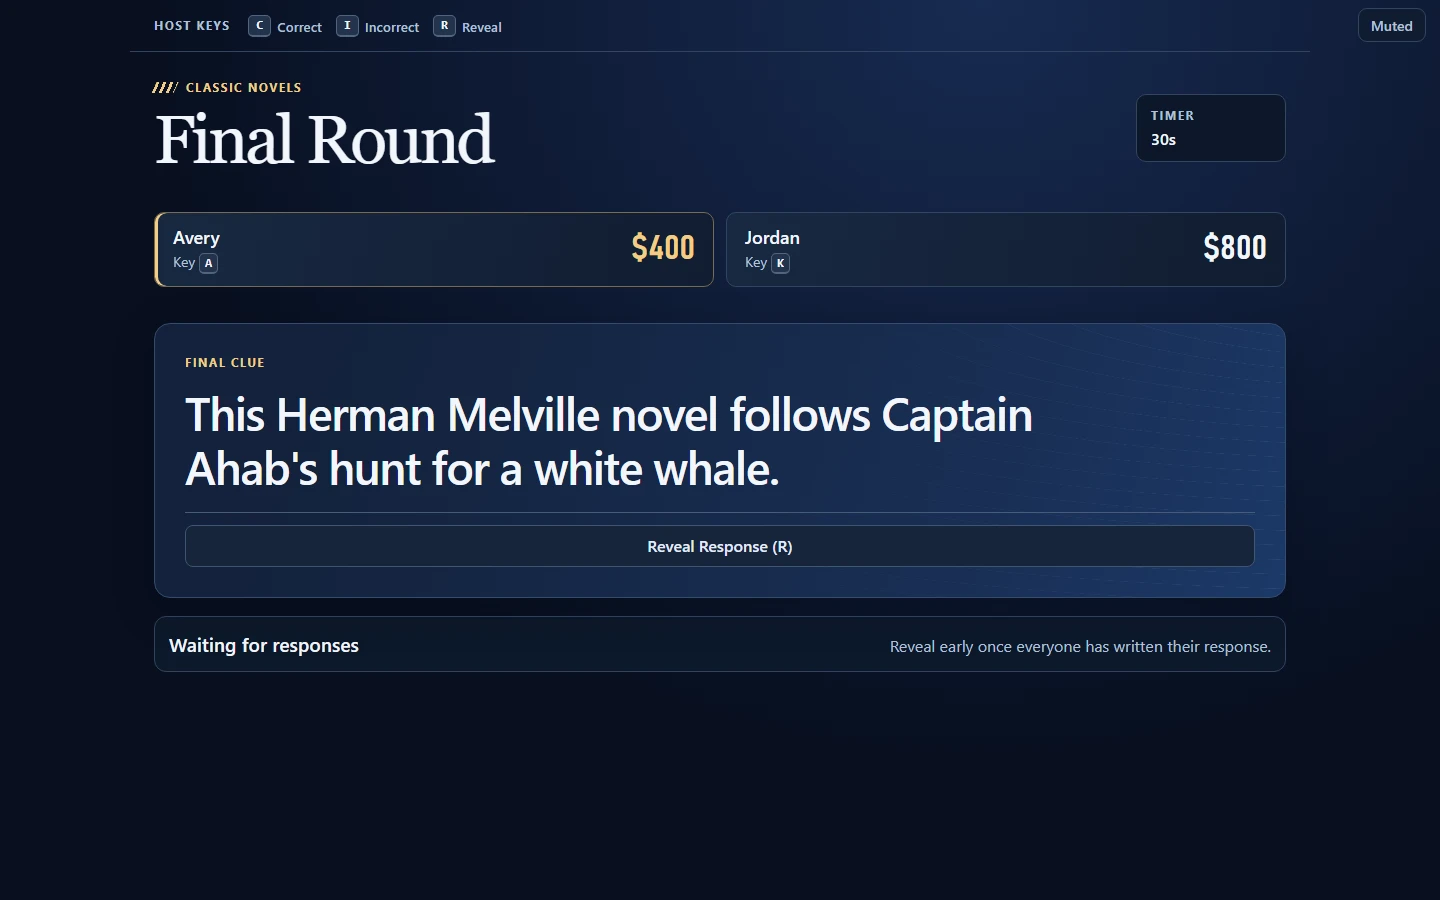 HOST KEYS C Correct I Incorrect R Reveal
Muted
CLASSIC NOVELS
Final Round
TIMER
30s
Avery
Key A
$400
Jordan
Key K
$800
FINAL CLUE
This Herman Melville novel follows Captain
Ahab's hunt for a white whale.
Reveal Response (R)
Waiting for responses
Reveal early once everyone has written their response.